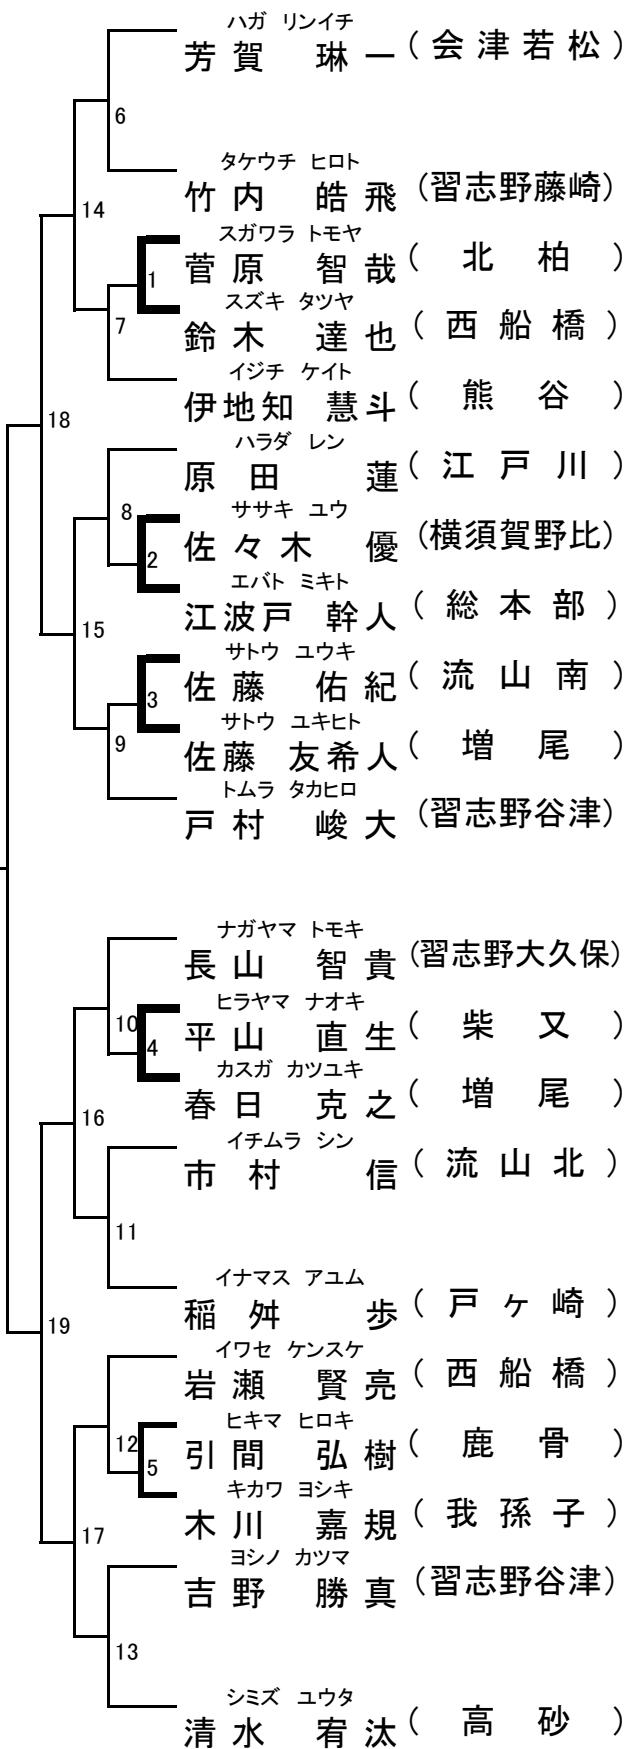 ハガ リンイチ
芳賀 琳一 (会津若松)
6
タケウチ ヒロト
竹内 皓飛 (習志野藤崎)
14
スガワラ トモヤ
菅原 智哉 (北柏)
1
スズキ タツヤ
鈴木 達也 (西船橋)
7
イジチ ケイト
伊地知 慧斗 (熊谷)
18
ハラダ レン
原田 蓮 (江戸川)
8
ササキ ユウ
佐々木 優 (横須賀野比)
2
エバト ミキト
江波戸 幹人 (総本部)
15
サトウ ユウキ
佐藤 佑紀 (流山南)
3
サトウ ユキヒト
佐藤 友希人 (増尾)
9
トムラ タカヒロ
戸村 峻大 (習志野谷津)
ナガヤマ トモキ
長山 智貴 (習志野大久保)
10
ヒラヤマ ナオキ
平山 直生 (柴又)
4
カスガ カツユキ
春日 克之 (増尾)
16
イチムラ シン
市村 信 (流山北)
11
イナマス アユム
稲舛 歩 (戸ヶ崎)
19
イワセ ケンスケ
岩瀬 賢亮 (西船橋)
12
ヒキマ ヒロキ
引間 弘樹 (鹿骨)
5
キカワ ヨシキ
木川 嘉規 (我孫子)
17
ヨシノ カツマ
吉野 勝真 (習志野谷津)
13
シミズ ユウタ
清水 宥汰 (高砂)